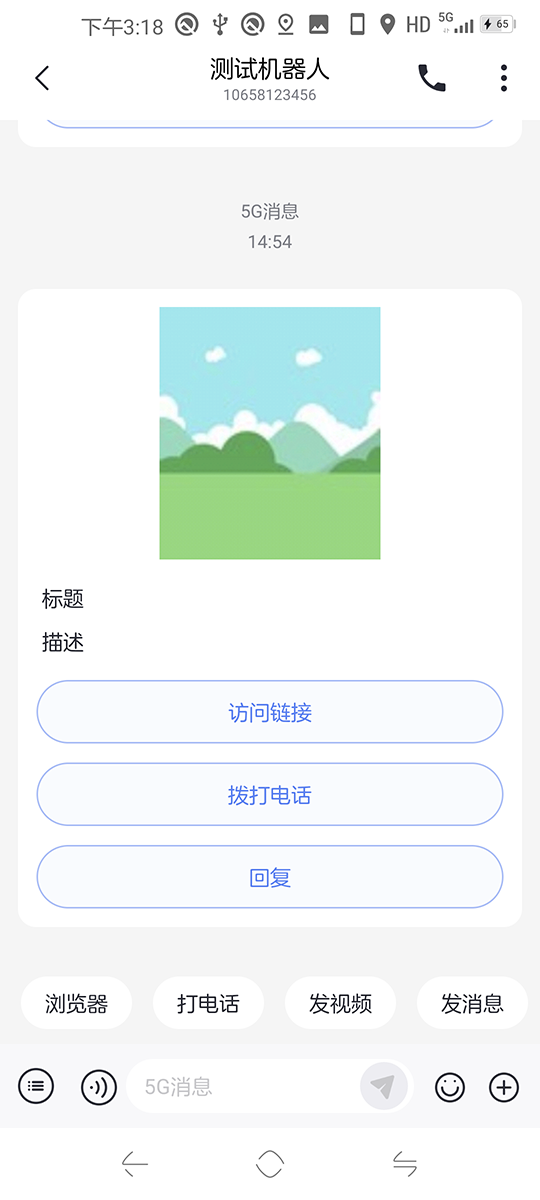 下午3:18 HD 5G 65
测试机器人
10658123456
5G消息
14:54
标题
描述
访问链接
拨打电话
回复
浏览器 打电话 发视频 发消息
5G消息